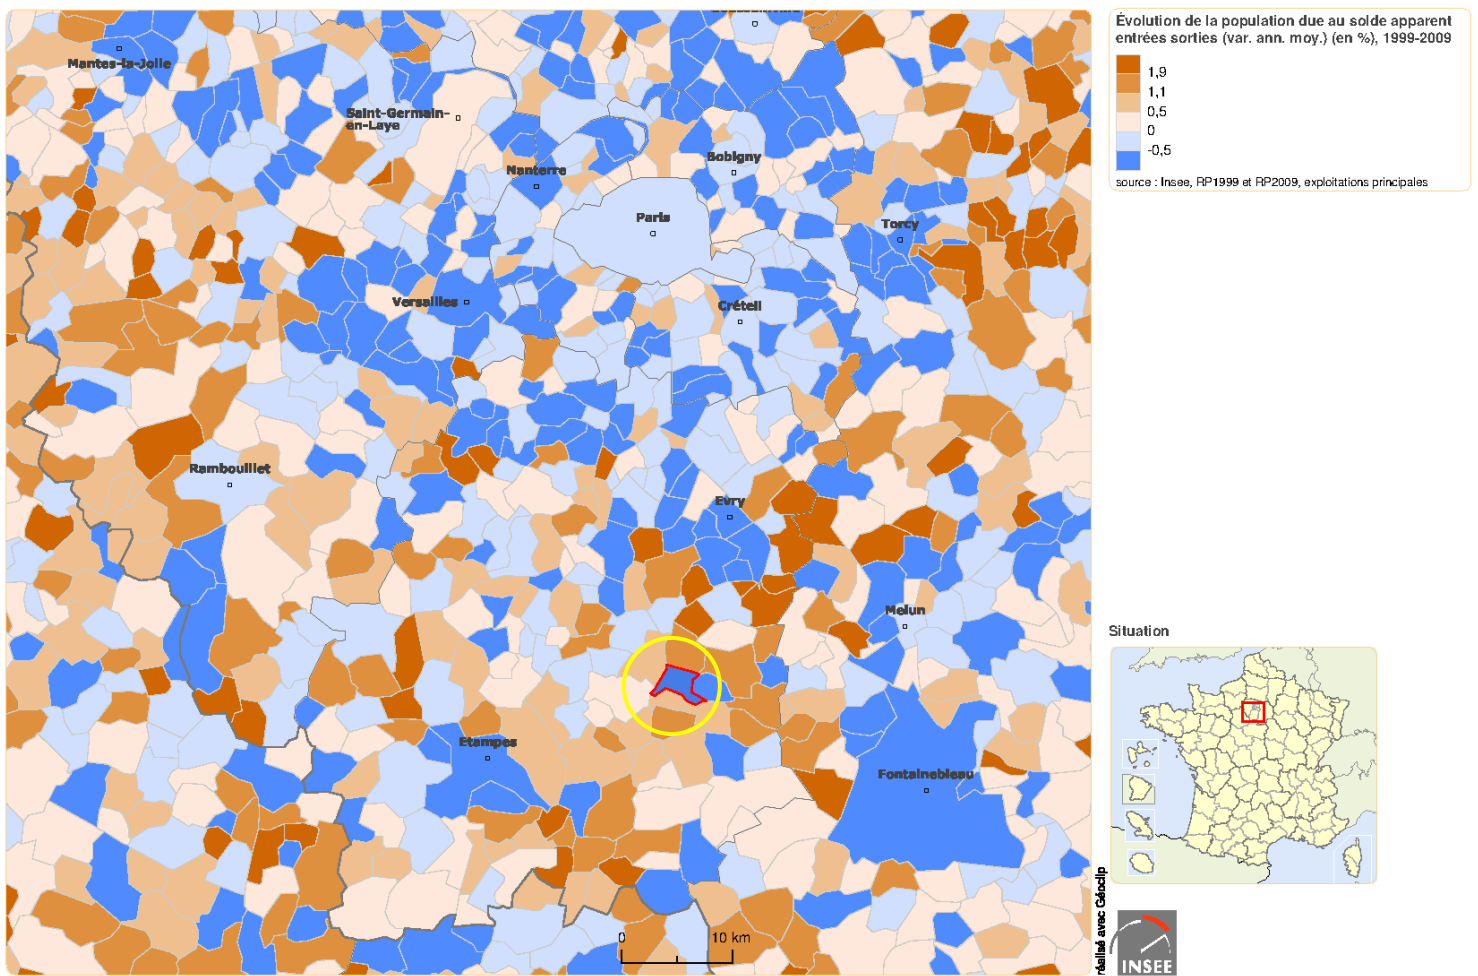 Mantes-la-Jolie
Saint-Germain-
en-Laye
Nanterre
Bobigny
Paris
Torcy
Versailles
Créteil
Rambouillet
Evry
Melun
Etampes
Fontainebleau
0 10 km
Évolution de la population due au solde apparent
entrées sorties (var. ann. moy.) (en %), 1999-2009
1,9
1,1
0,5
0
-0,5
source : Insee, RP1999 et RP2009, exploitations principales
Situation
réalisé avec Géoclip
INSEE